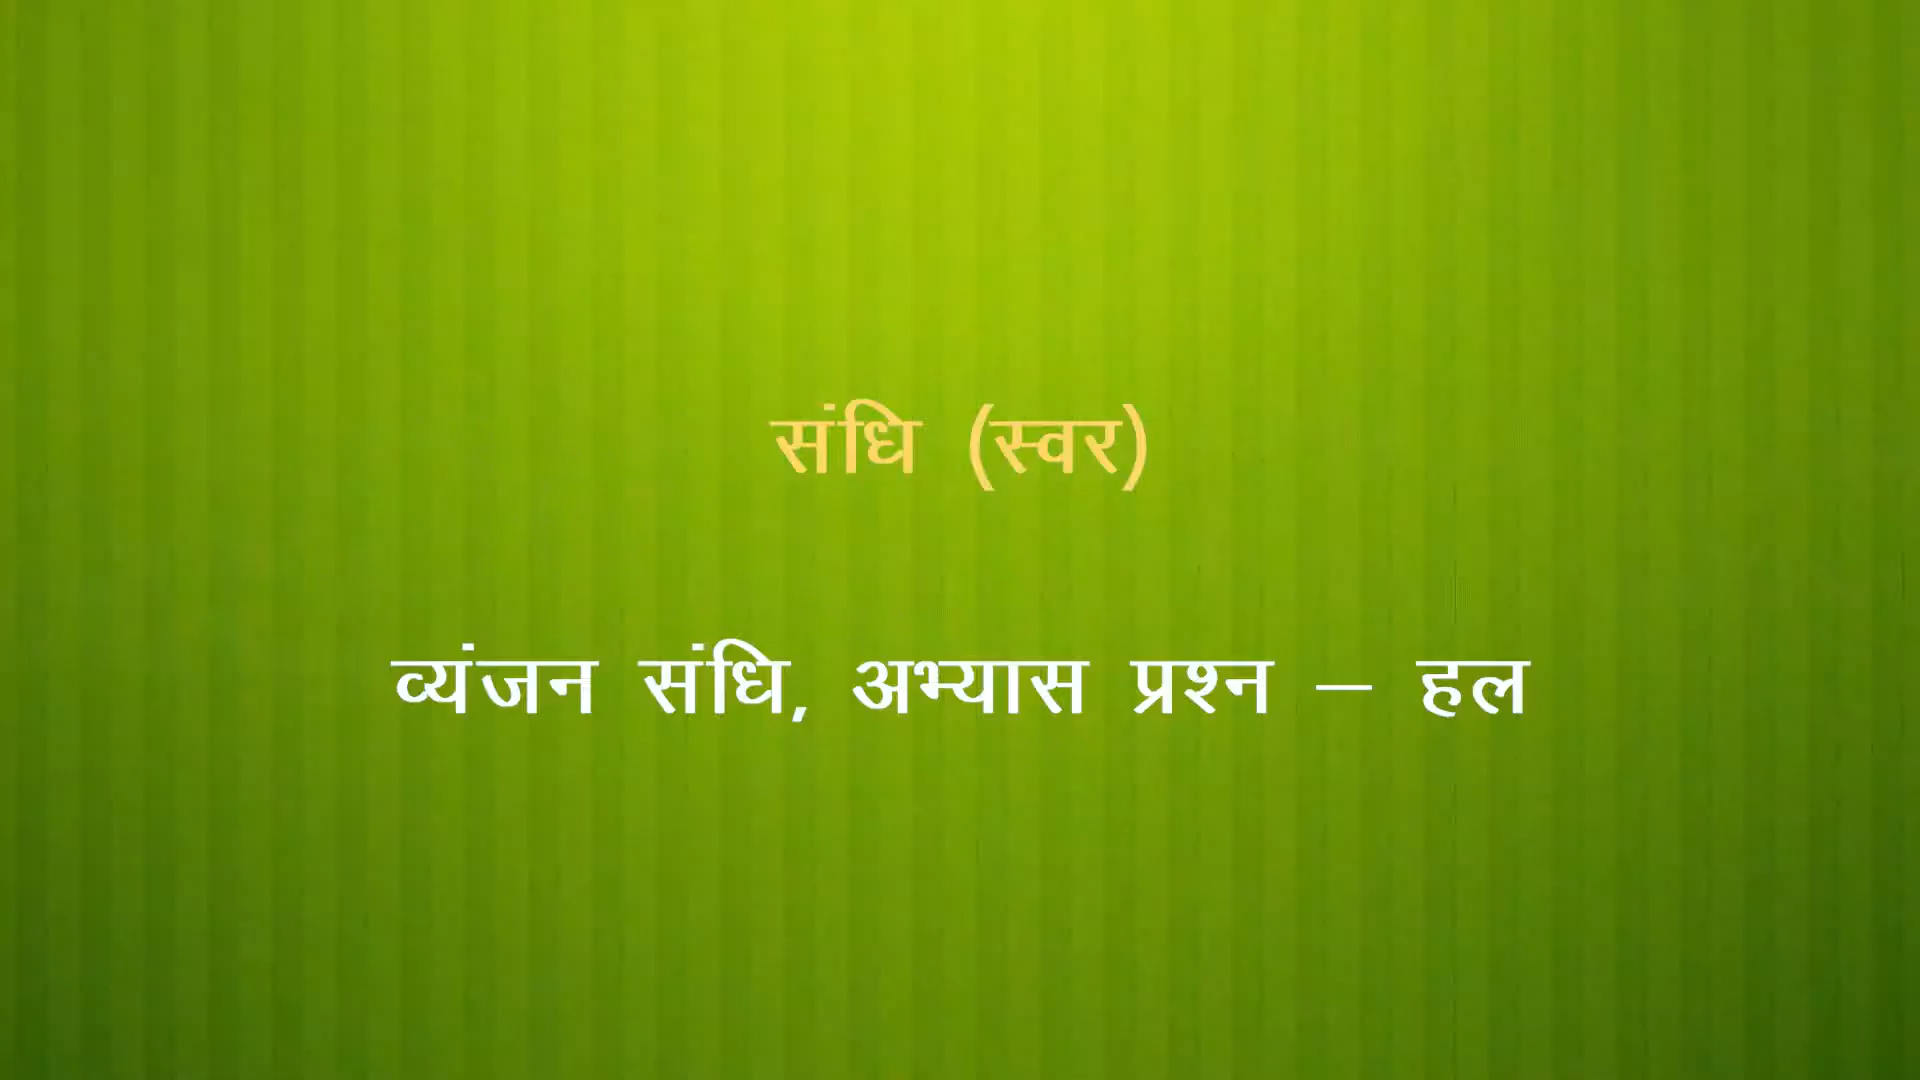 संधि (स्वर)
व्यंजन संधि, अभ्यास प्रश्न – हल